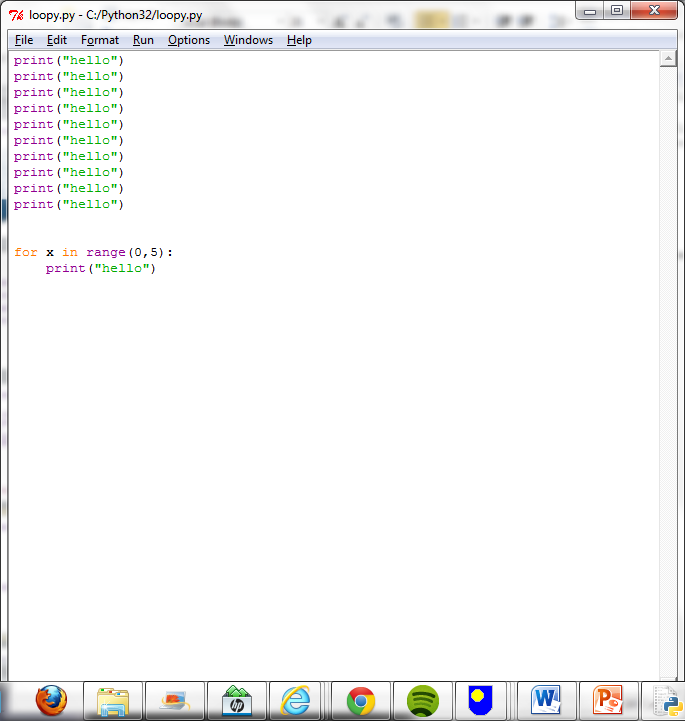 loopy.py - C:/Python32/loopy.py
File Edit Format Run Options Windows Help
print("hello")
print("hello")
print("hello")
print("hello")
print("hello")
print("hello")
print("hello")
print("hello")
print("hello")
print("hello")
for x in range(0,5):
    print("hello")